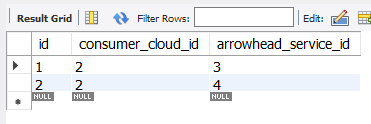 Result Grid Filter Rows: Edit:
id consumer_cloud_id arrowhead_service_id
1 2 3
2 2 4
NULL NULL NULL